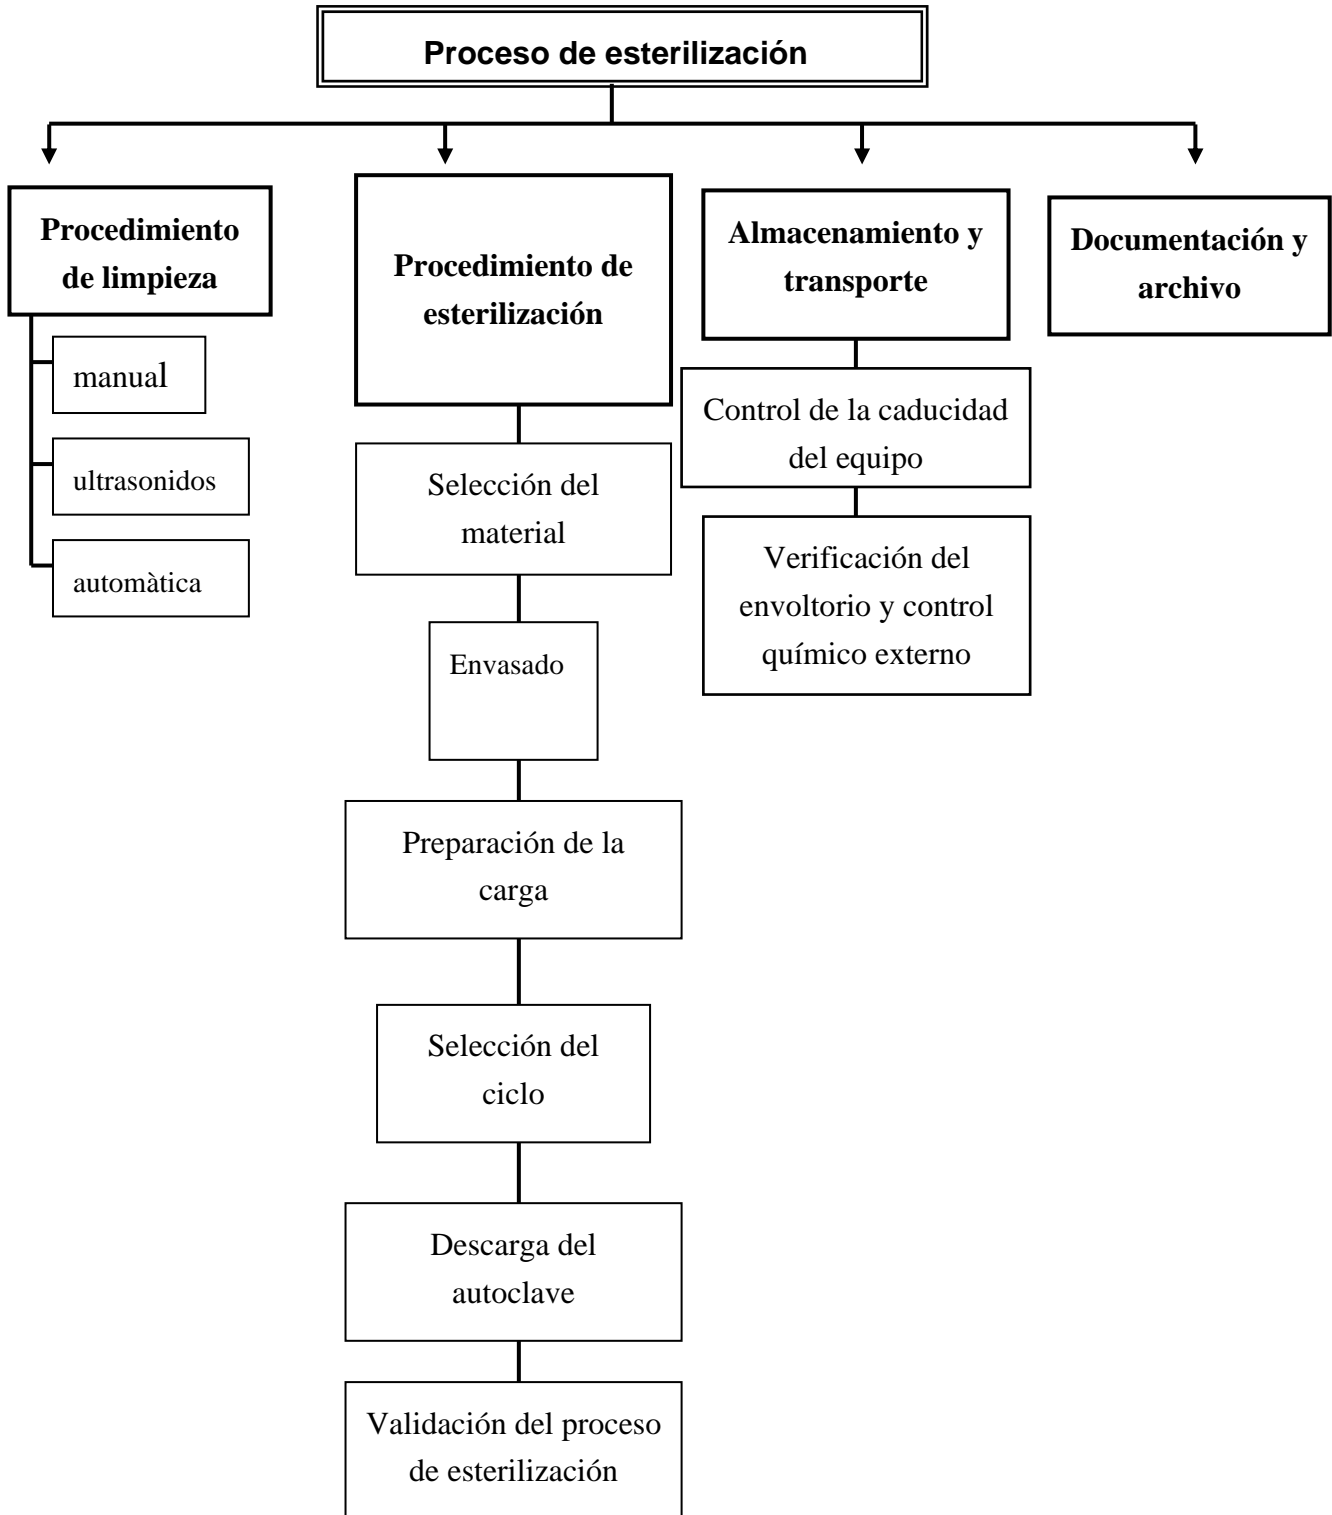 Proceso de esterilización
Procedimiento
de limpieza
manual
ultrasonidos
automàtica
Procedimiento de
esterilización
Selección del
material
Envasado
Preparación de la
carga
Selección del
ciclo
Descarga del
autoclave
Validación del proceso
de esterilización
Almacenamiento y
transporte
Control de la caducidad
del equipo
Verificación del
envoltorio y control
químico externo
Documentación y
archivo